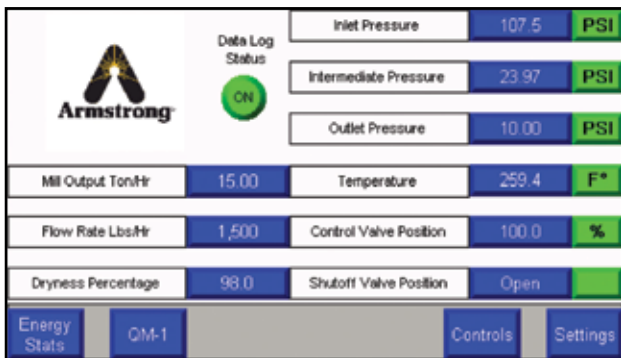 Armstrong
Data Log
Status
ON
Inlet Pressure 107.5 PSI
Intermediate Pressure 23.97 PSI
Outlet Pressure 10.00 PSI
Mill Output Ton/Hr 15.00 Temperature 259.4 F°
Flow Rate Lbs/Hr 1,500 Control Valve Position 100.0 %
Dryness Percentage 98.0 Shutoff Valve Position Open
Energy
Stats
QM-1
Controls
Settings